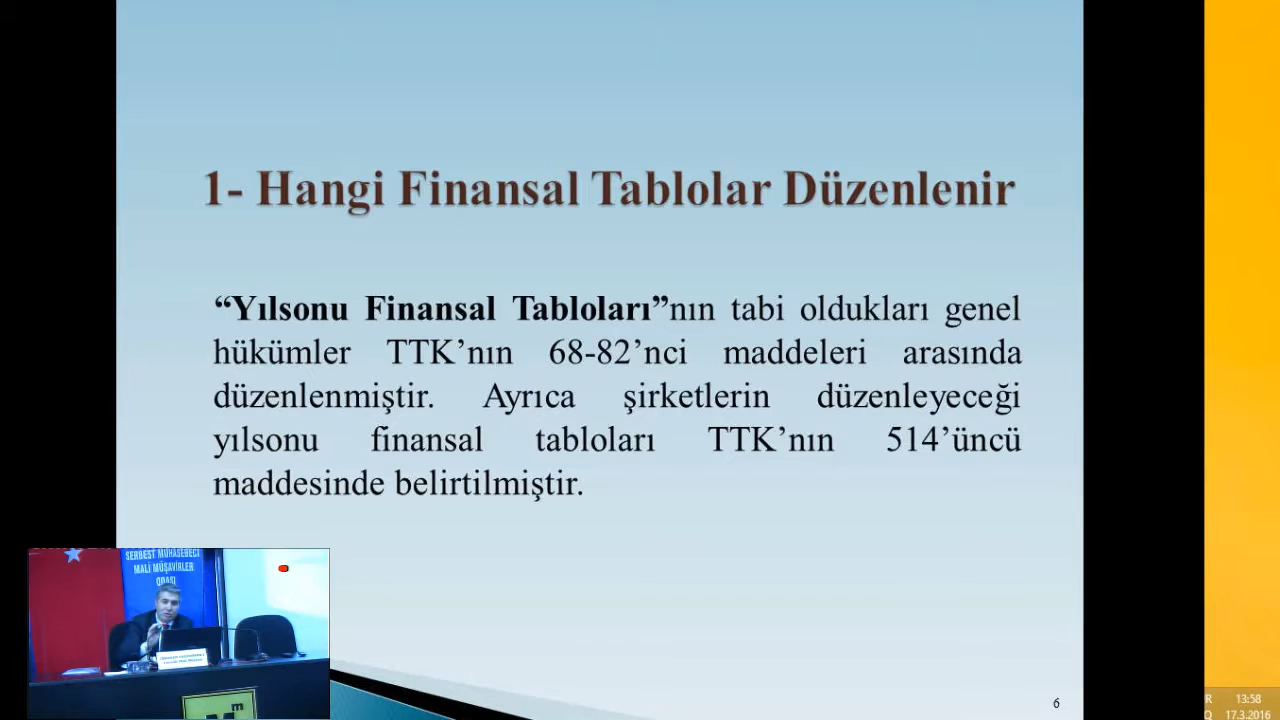 1- Hangi Finansal Tablolar Düzenlenir
“Yılsonu Finansal Tabloları”nın tabi oldukları genel
hükümler TTK’nın 68-82’nci maddeleri arasında
düzenlenmiştir. Ayrıca şirketlerin düzenleyeceği
yılsonu finansal tabloları TTK’nın 514’üncü
maddesinde belirtilmiştir.
SERBEST MUHASEBECİ
MALİ MÜŞAVİRLER
ODASI
6
R 13:58
Q 17.3.2016